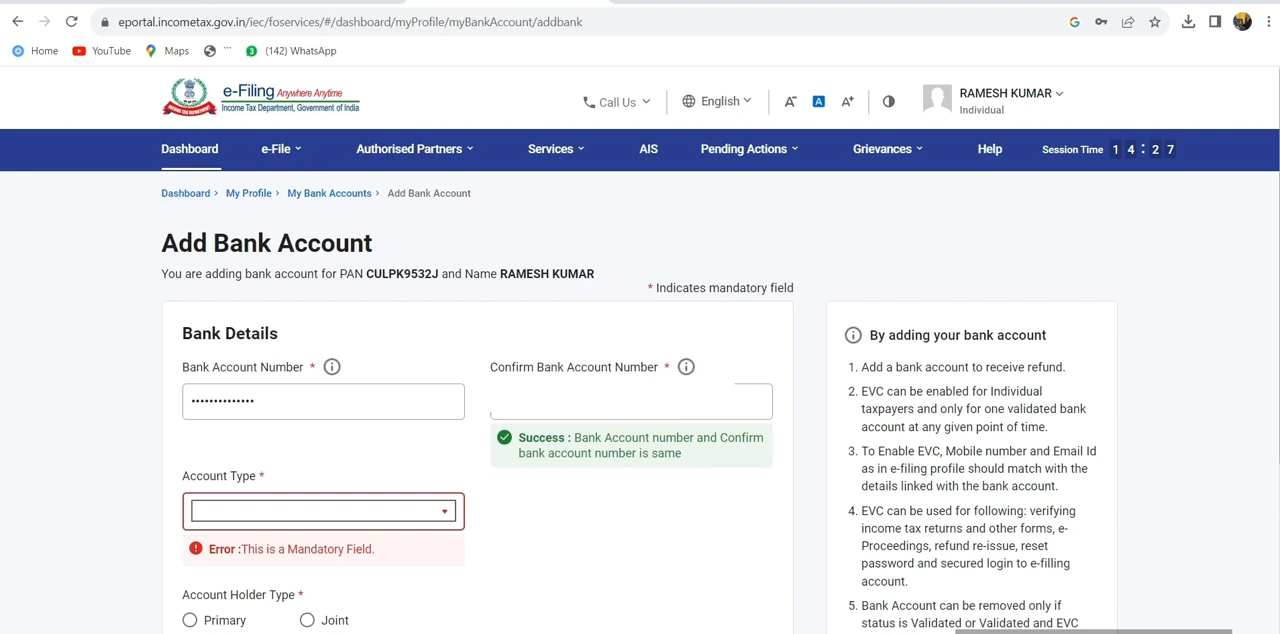 eportal.incometax.gov.in/iec/foservices/#/dashboard/myProfile/myBankAccount/addbank
Home YouTube Maps ``` (142) WhatsApp
e-Filing Anywhere Anytime
Income Tax Department, Government of India
Call Us English A- A A+ RAMESH KUMAR
Individual
Dashboard e-File Authorised Partners Services AIS Pending Actions Grievances Help Session Time 1 4 : 2 7
Dashboard > My Profile > My Bank Accounts > Add Bank Account
Add Bank Account
You are adding bank account for PAN CULPK9532J and Name RAMESH KUMAR
* Indicates mandatory field
Bank Details
Bank Account Number *
Confirm Bank Account Number *
••••••••••••••
Success : Bank Account number and Confirm
bank account number is same
Account Type *
Error :This is a Mandatory Field.
Account Holder Type *
Primary Joint
By adding your bank account
1. Add a bank account to receive refund.
2. EVC can be enabled for Individual
taxpayers and only for one validated bank
account at any given point of time.
3. To Enable EVC, Mobile number and Email Id
as in e-filing profile should match with the
details linked with the bank account.
4. EVC can be used for following: verifying
income tax returns and other forms, e-
Proceedings, refund re-issue, reset
password and secured login to e-filling
account.
5. Bank Account can be removed only if
status is Validated or Validated and EVC